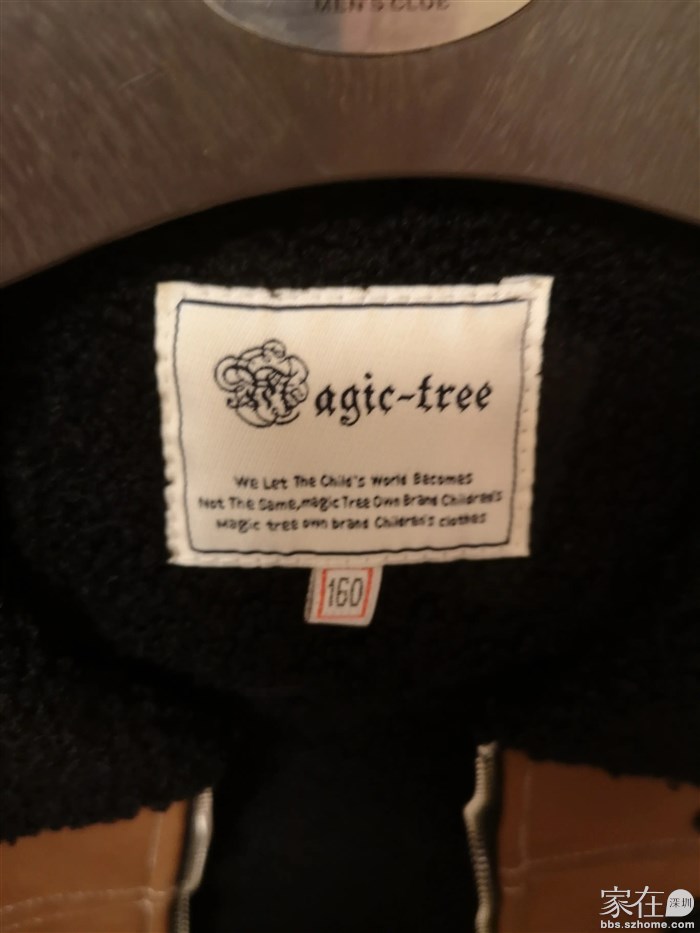 MEN'S CLUB
Magic-tree
We Let The Child's World Becomes
Not The Same,magic Tree Own Brand Children's
Magic tree own brand Children's clothes
160
家在 深圳
bbs.szhome.com